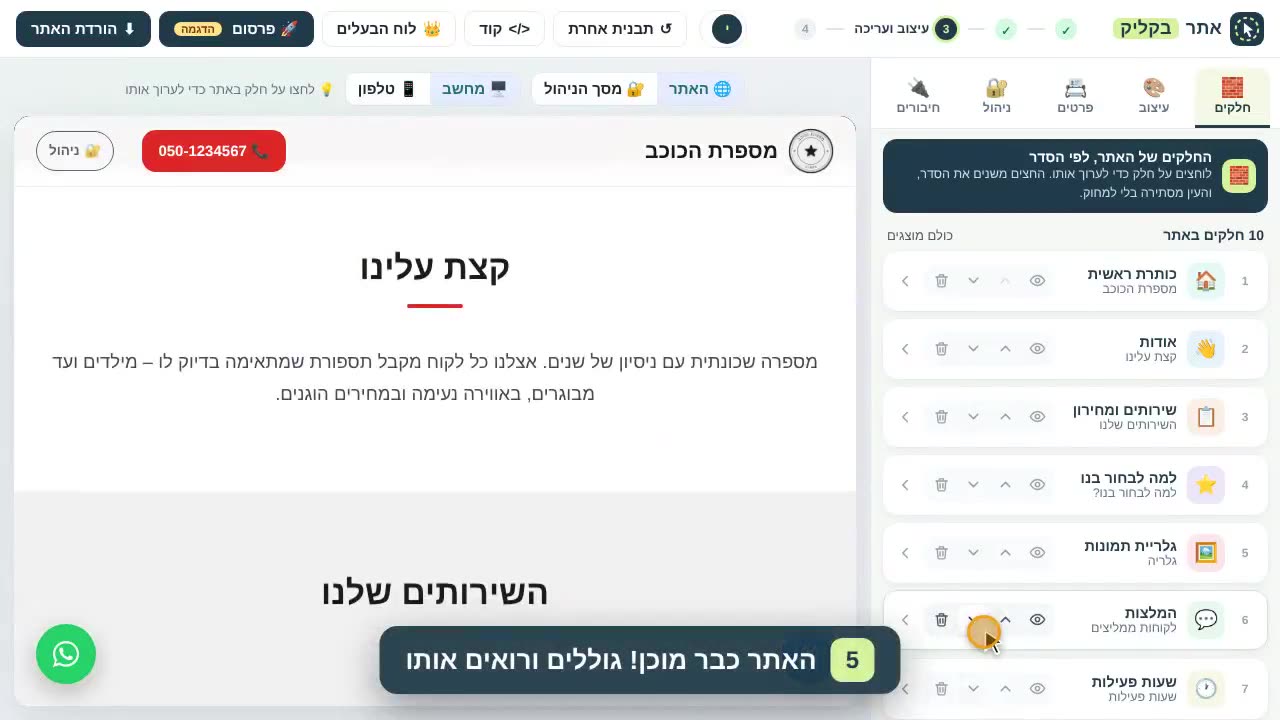 אתר בקליק
✓
✓
3 עיצוב ועריכה
4
↺ תבנית אחרת
</> קוד
👑 לוח הבעלים
🚀 פרסום הדגמה
⬇ הורדת האתר
חלקים
עיצוב
פרטים
ניהול
חיבורים
🌐 האתר
🔐 מסך הניהול
🖥️ מחשב
📱 טלפון
💡 לחצו על חלק באתר כדי לערוך אותו
החלקים של האתר, לפי הסדר
לוחצים על חלק כדי לערוך אותו. החצים משנים את הסדר,
והעין מסתירה בלי למחוק.
10 חלקים באתר
כולם מוצגים
1
כותרת ראשית
מספרת הכוכב
2
אודות
קצת עלינו
3
שירותים ומחירון
השירותים שלנו
4
למה לבחור בנו
למה לבחור בנו?
5
גלריית תמונות
גלריה
6
המלצות
לקוחות ממליצים
7
שעות פעילות
שעות פעילות
מספרת הכוכב
📞 050-1234567
🔐 ניהול
קצת עלינו
מספרה שכונתית עם ניסיון של שנים. אצלנו כל לקוח מקבל תספורת שמתאימה בדיוק לו – מילדים ועד
מבוגרים, באווירה נעימה ובמחירים הוגנים.
השירותים שלנו
5 האתר כבר מוכן! גוללים ורואים אותו